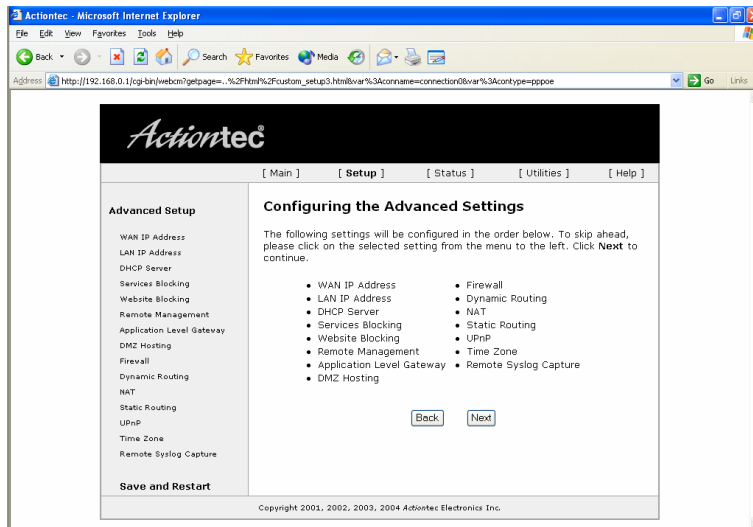 Actiontec - Microsoft Internet Explorer
File Edit View Favorites Tools Help
Back Search Favorites Media
Address http://192.168.0.1/cgi-bin/webcm?getpage=..%2Fhtml%2Fcustom_setup3.html&var%3Aconname=connection0&var%3Acontype=pppoe Go Links
Actiontec
[ Main ] [ Setup ] [ Status ] [ Utilities ] [ Help ]
Advanced Setup
WAN IP Address
LAN IP Address
DHCP Server
Services Blocking
Website Blocking
Remote Management
Application Level Gateway
DMZ Hosting
Firewall
Dynamic Routing
NAT
Static Routing
UPnP
Time Zone
Remote Syslog Capture
Save and Restart
Configuring the Advanced Settings
The following settings will be configured in the order below. To skip ahead,
please click on the selected setting from the menu to the left. Click Next to
continue.
• WAN IP Address
• LAN IP Address
• DHCP Server
• Services Blocking
• Website Blocking
• Remote Management
• Application Level Gateway
• DMZ Hosting
• Firewall
• Dynamic Routing
• NAT
• Static Routing
• UPnP
• Time Zone
• Remote Syslog Capture
Back Next
Copyright 2001, 2002, 2003, 2004 Actiontec Electronics Inc.